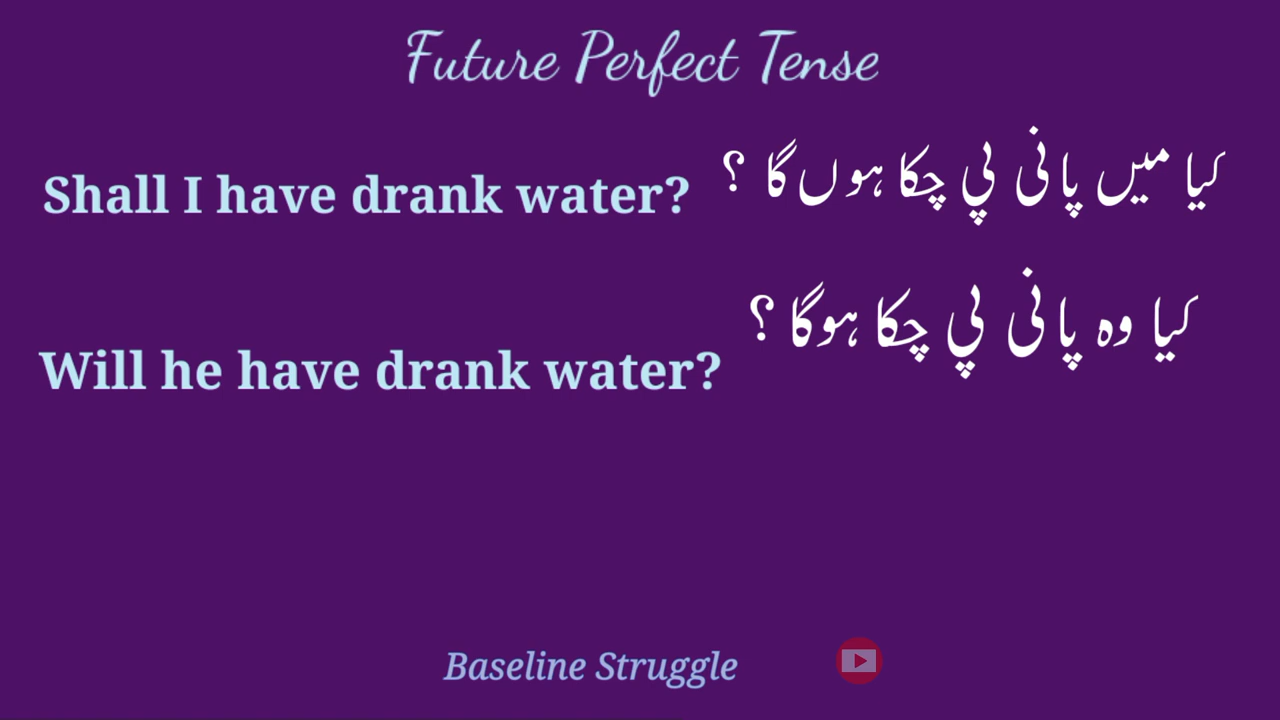 Future Perfect Tense
Shall I have drank water? کیا میں پانی پی چکا ہوں گا ؟
Will he have drank water? کیا وہ پانی پی چکا ہوگا ؟
Baseline Struggle